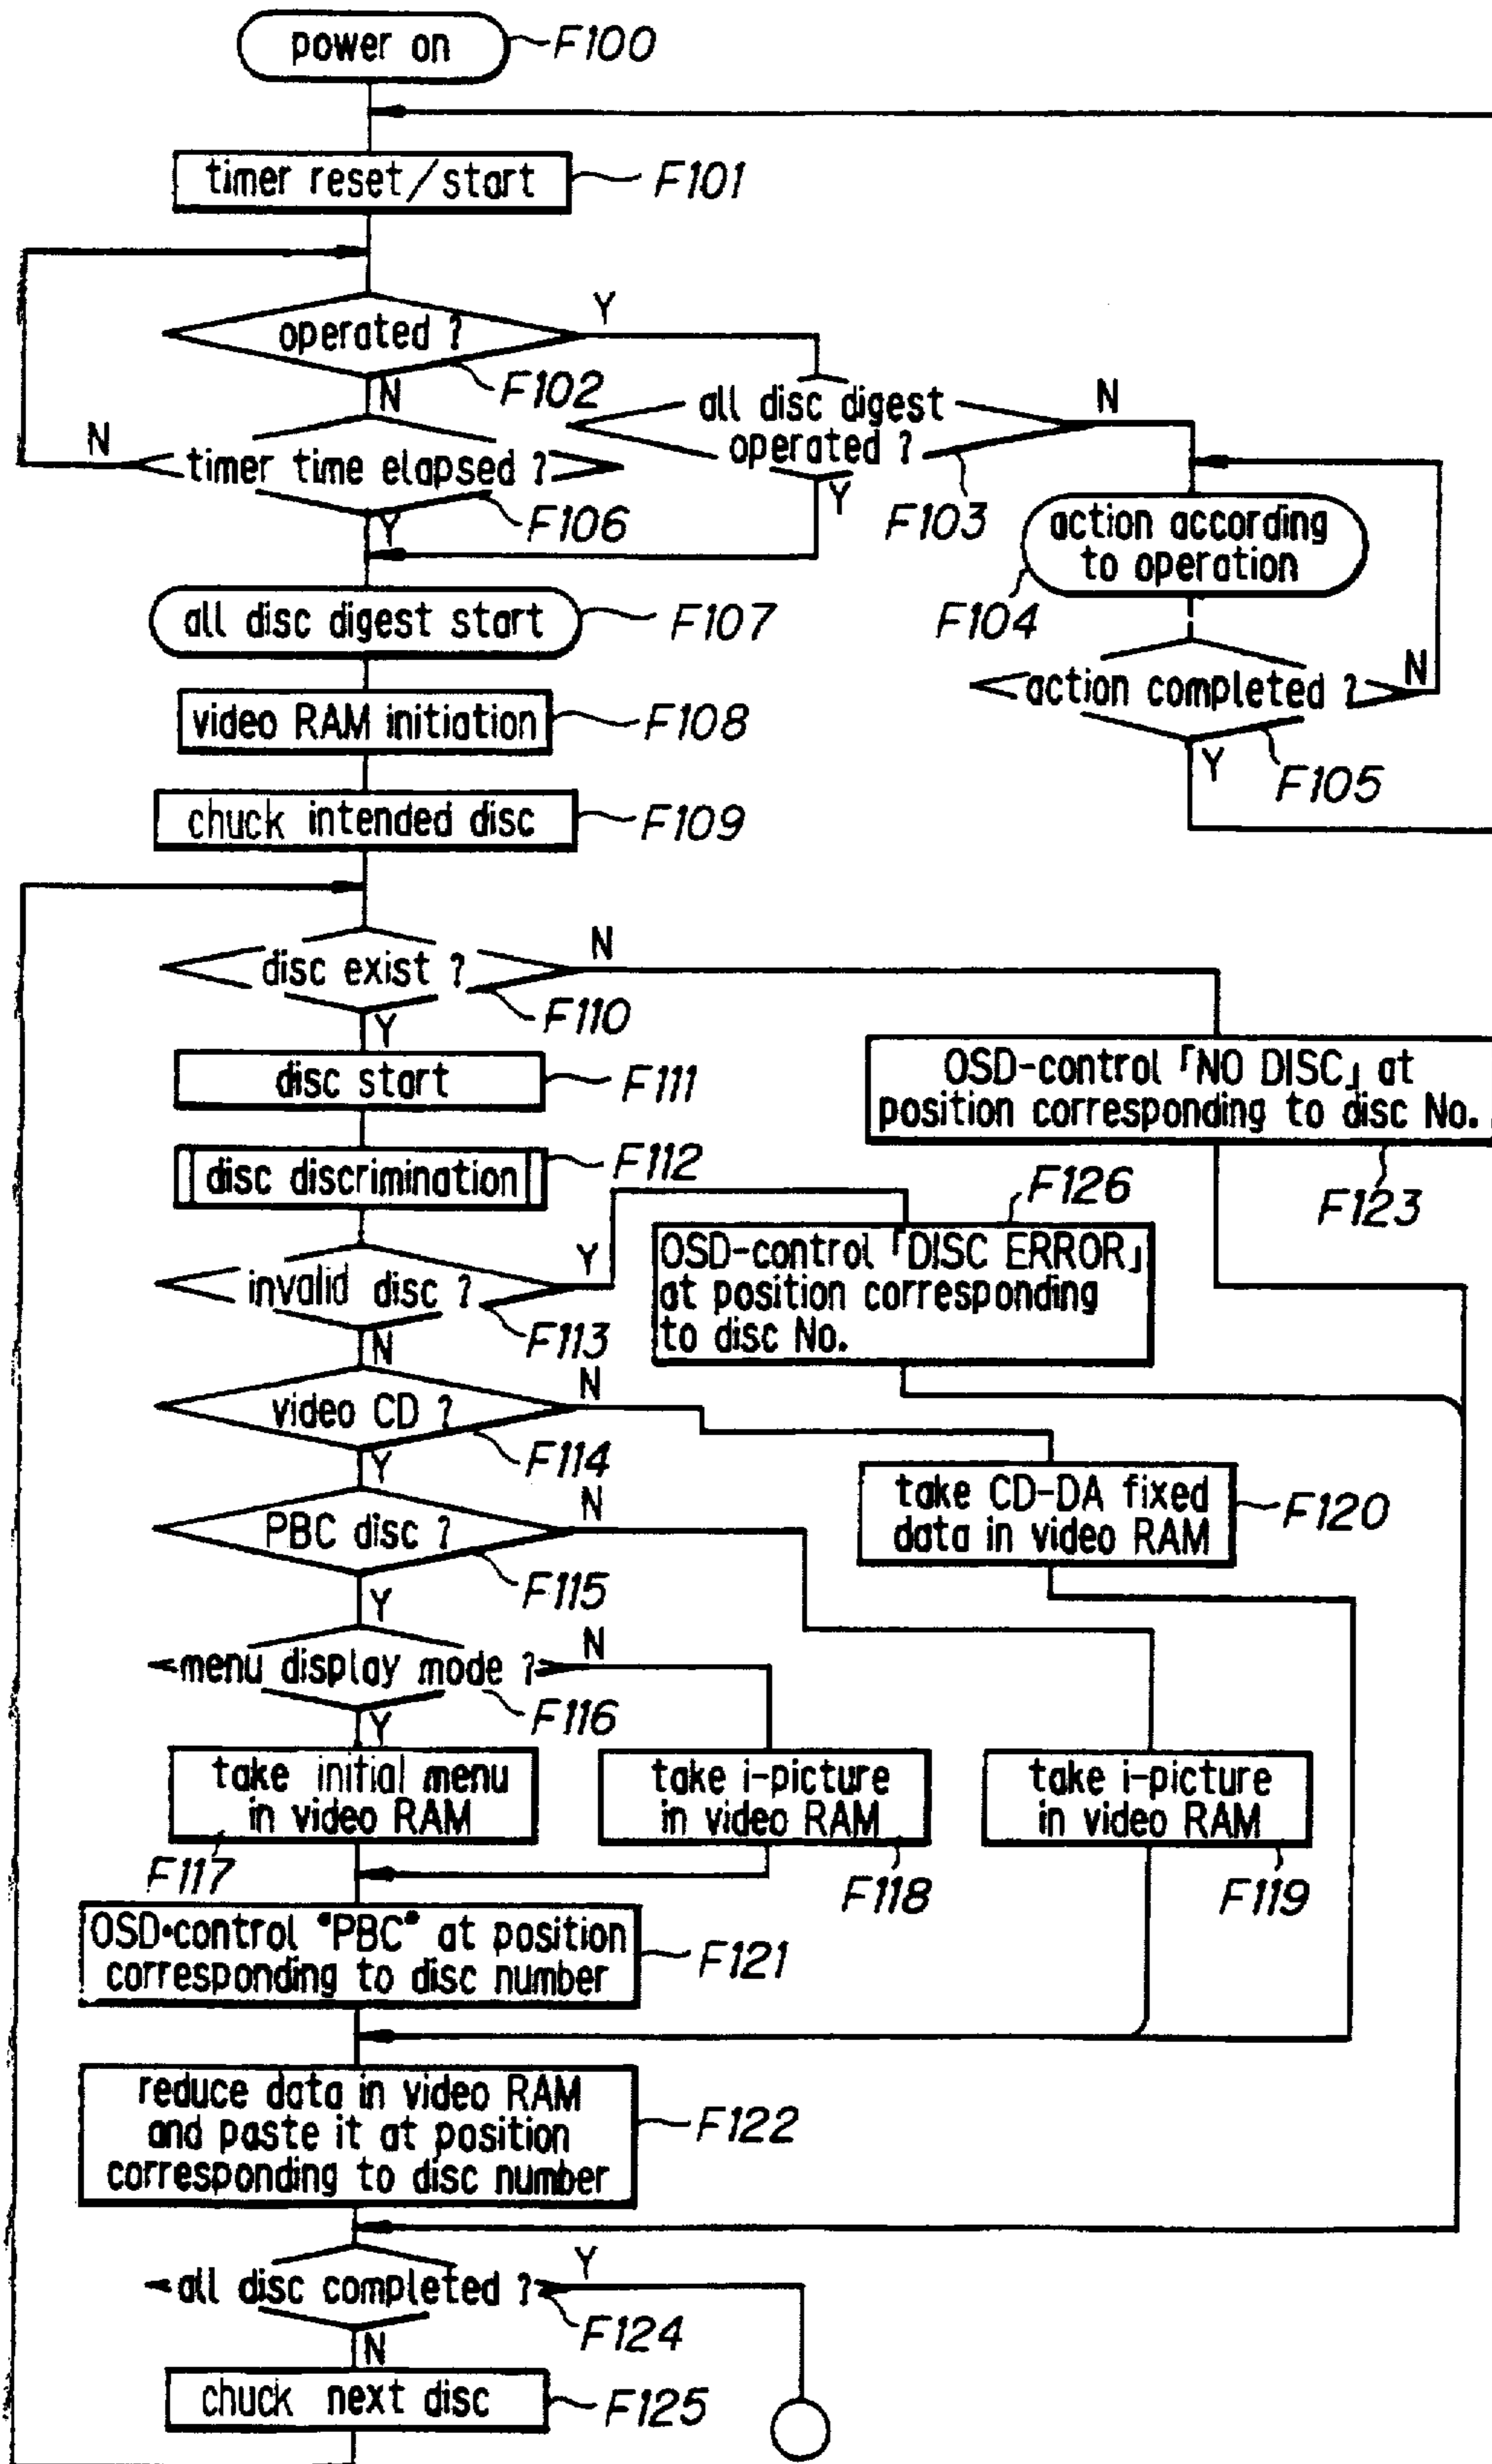 power on
F100
timer reset/start
F101
operated ?
Y
F102
N
all disc digest
operated ?
N
F103
Y
N
timer time elapsed ?
F106
Y
action according
to operation
F104
action completed ?
N
F105
Y
all disc digest start
F107
video RAM initiation
F108
chuck intended disc
F109
disc exist ?
N
F110
Y
disc start
F111
OSD-control「NO DISC」at
position corresponding to disc No.
F123
disc discrimination
F112
F126
OSD-control「DISC ERROR」
at position corresponding
to disc No.
invalid disc ?
Y
F113
N
video CD ?
N
F114
Y
take CD-DA fixed
data in video RAM
F120
PBC disc ?
N
F115
Y
menu display mode ?
N
F116
Y
take initial menu
in video RAM
F117
take i-picture
in video RAM
F118
take i-picture
in video RAM
F119
OSD-control "PBC" at position
corresponding to disc number
F121
reduce data in video RAM
and paste it at position
corresponding to disc number
F122
all disc completed ?
Y
F124
N
chuck next disc
F125